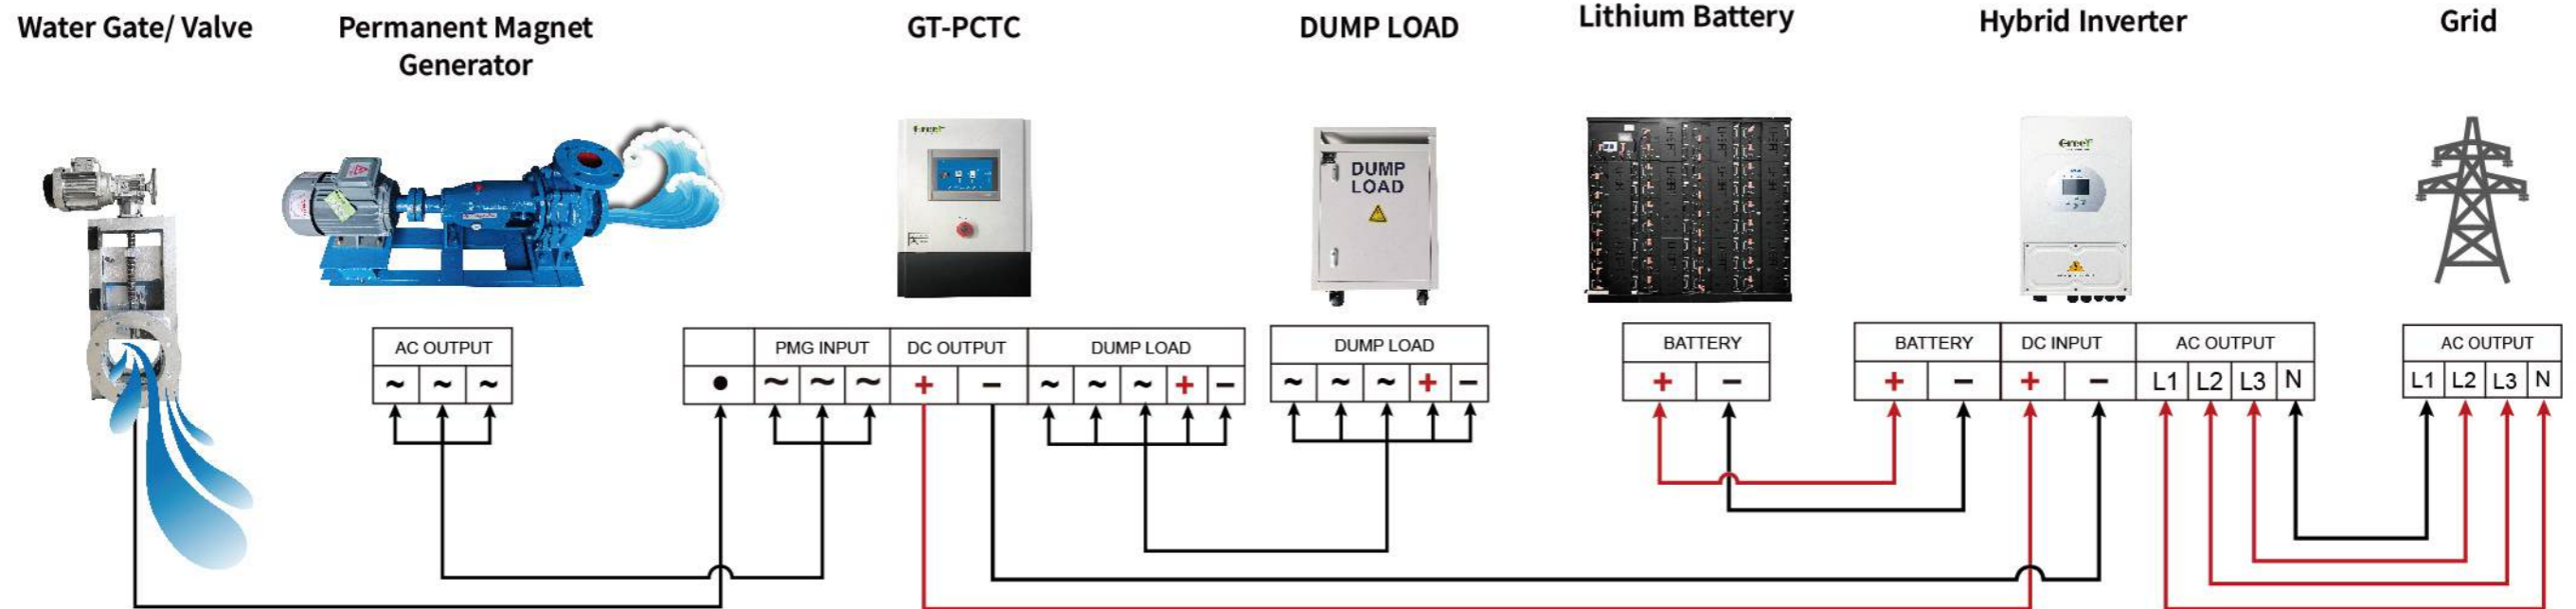 Water Gate/ Valve
Permanent Magnet
Generator
GT-PCTC
DUMP LOAD
Lithium Battery
Hybrid Inverter
Grid
DUMP
LOAD
AC OUTPUT
~ ~ ~
PMG INPUT DC OUTPUT DUMP LOAD
● ~ ~ ~ + − ~ ~ ~ + −
DUMP LOAD
~ ~ ~ + −
BATTERY
+ −
BATTERY DC INPUT AC OUTPUT
+ − + − L1 L2 L3 N
AC OUTPUT
L1 L2 L3 N